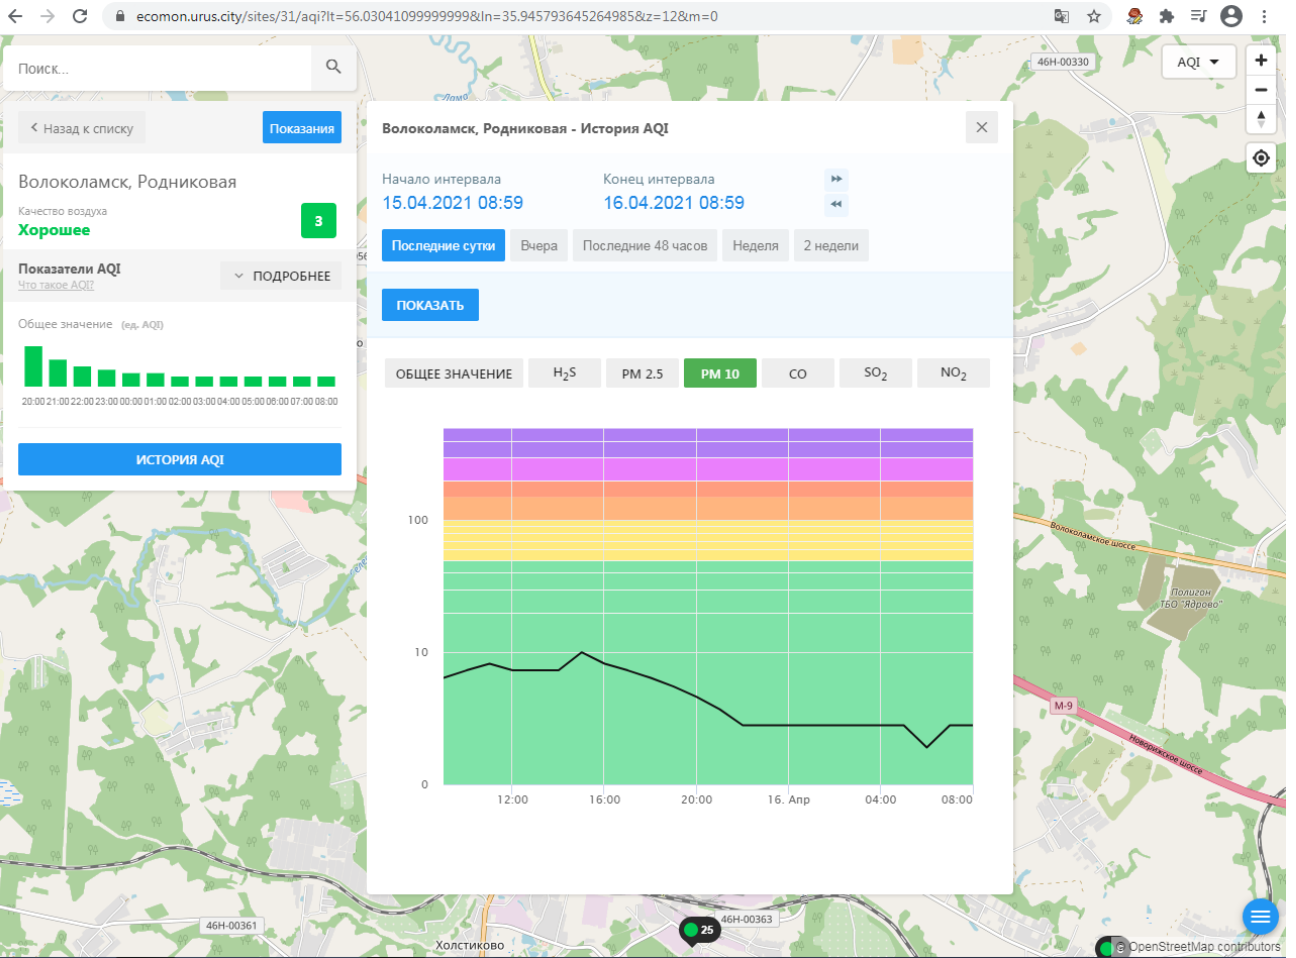 ecomon.urus.city/sites/31/aqi?lt=56.0304109999999&ln=35.945793645264985&z=12&m=0
Поиск...
46Н-00330
AQI
Лама
Назад к списку
Показания
Волоколамск, Родниковая
Качество воздуха
Хорошее
3
Показатели AQI
Что такое AQI?
ПОДРОБНЕЕ
Общее значение (ед. AQI)
20:00 21:00 22:00 23:00 00:00 01:00 02:00 03:00 04:00 05:00 06:00 07:00 08:00
ИСТОРИЯ AQI
Волоколамск, Родниковая - История AQI
Начало интервала
15.04.2021 08:59
Конец интервала
16.04.2021 08:59
Последние сутки
Вчера
Последние 48 часов
Неделя
2 недели
ПОКАЗАТЬ
ОБЩЕЕ ЗНАЧЕНИЕ
H2S
PM 2.5
PM 10
CO
SO2
NO2
100
10
0
12:00
16:00
20:00
16. Апр
04:00
08:00
Волоколамское шоссе
Полигон
ТБО "Ядрово"
М-9
Новорижское шоссе
46Н-00361
Холстиково
25
46Н-00363
© OpenStreetMap contributors